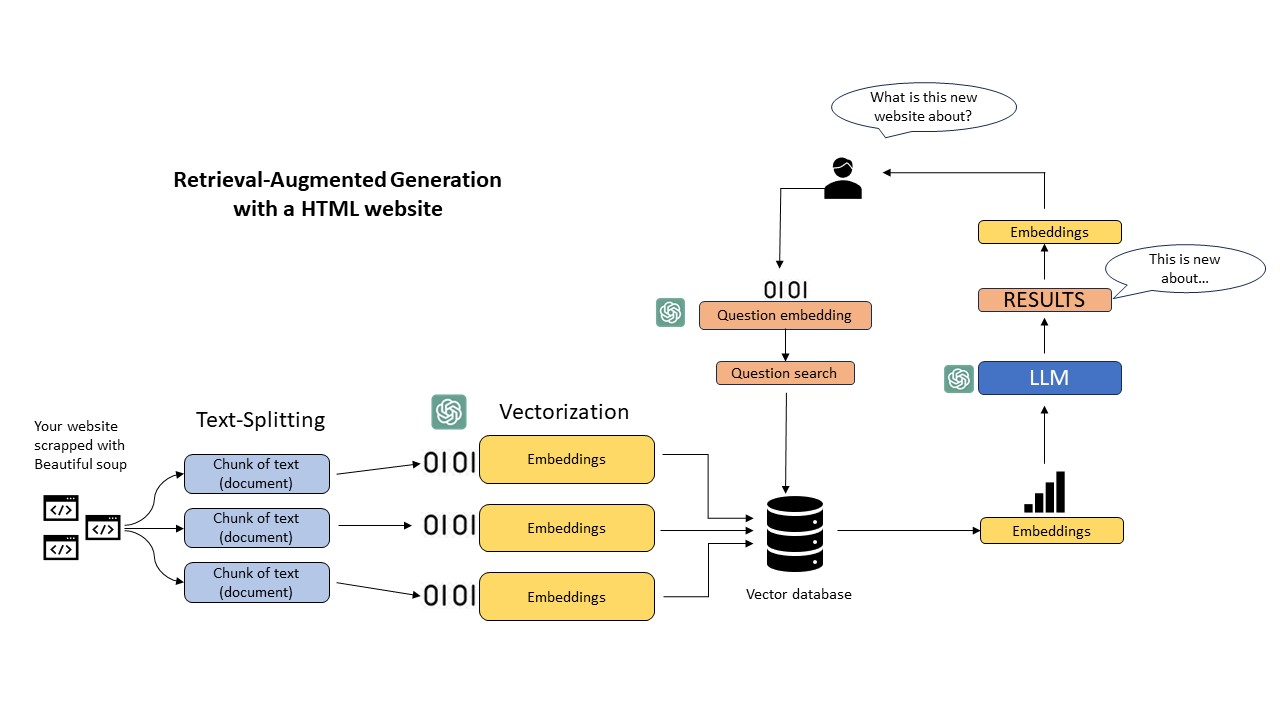 What is this new
website about?
Retrieval-Augmented Generation
with a HTML website
Embeddings
This is new
about...
RESULTS
0101
Question embedding
Question search
LLM
Text-Splitting
Vectorization
Your website
scrapped with
Beautiful soup
Chunk of text
(document)
0101
Embeddings
Chunk of text
(document)
0101
Embeddings
Chunk of text
(document)
0101
Embeddings
Vector database
Embeddings